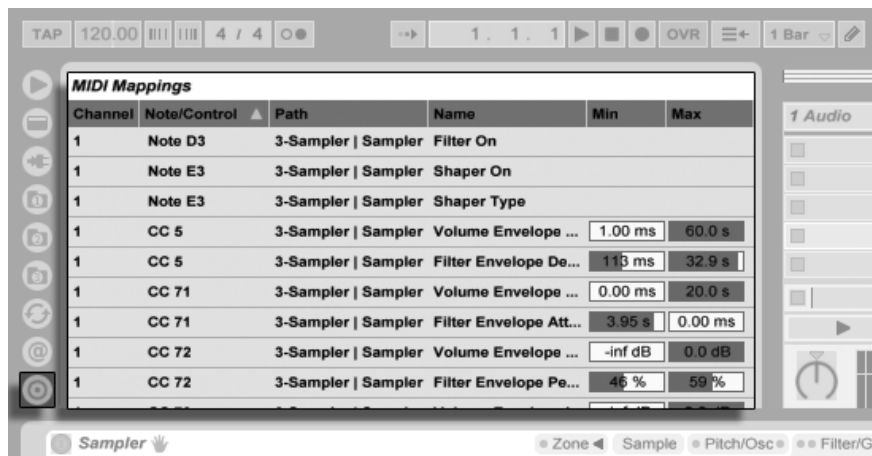 TAP 120.00 4 / 4 1. 1. 1 OVR 1 Bar
MIDI Mappings
Channel Note/Control Path Name Min Max
1 Note D3 3-Sampler | Sampler Filter On
1 Note E3 3-Sampler | Sampler Shaper On
1 Note E3 3-Sampler | Sampler Shaper Type
1 CC 5 3-Sampler | Sampler Volume Envelope ... 1.00 ms 60.0 s
1 CC 5 3-Sampler | Sampler Filter Envelope De... 113 ms 32.9 s
1 CC 71 3-Sampler | Sampler Volume Envelope ... 0.00 ms 20.0 s
1 CC 71 3-Sampler | Sampler Filter Envelope Att... 3.95 s 0.00 ms
1 CC 72 3-Sampler | Sampler Volume Envelope ... -inf dB 0.0 dB
1 CC 72 3-Sampler | Sampler Filter Envelope Pe... 46 % 59 %
1 Audio
1
2
3
@
Sampler Zone Sample Pitch/Osc Filter/G